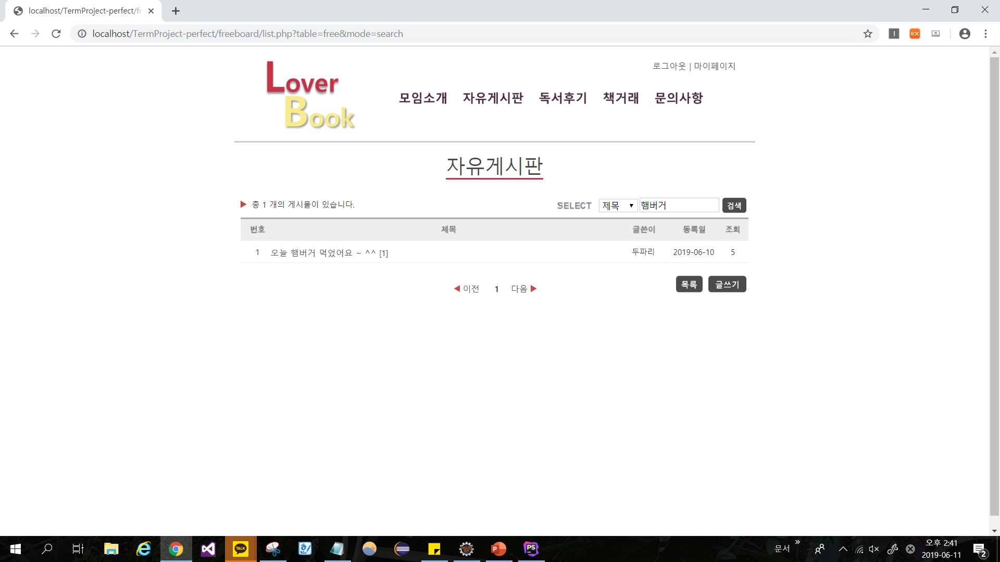 localhost/TermProject-perfect/fr
localhost/TermProject-perfect/freeboard/list.php?table=free&mode=search
EX
로그아웃 | 마이페이지
Lover
Book
모임소개 자유게시판 독서후기 책거래 문의사항
자유게시판
총 1 개의 게시물이 있습니다.
SELECT 제목 햄버거 검색
번호 제목 글쓴이 등록일 조회
1 오늘 햄버거 먹었어요 ~ ^^ [1] 두파리 2019-06-10 5
이전 1 다음
목록 글쓰기
TALK
PS
문서
오후 2:41
2019-06-11
2